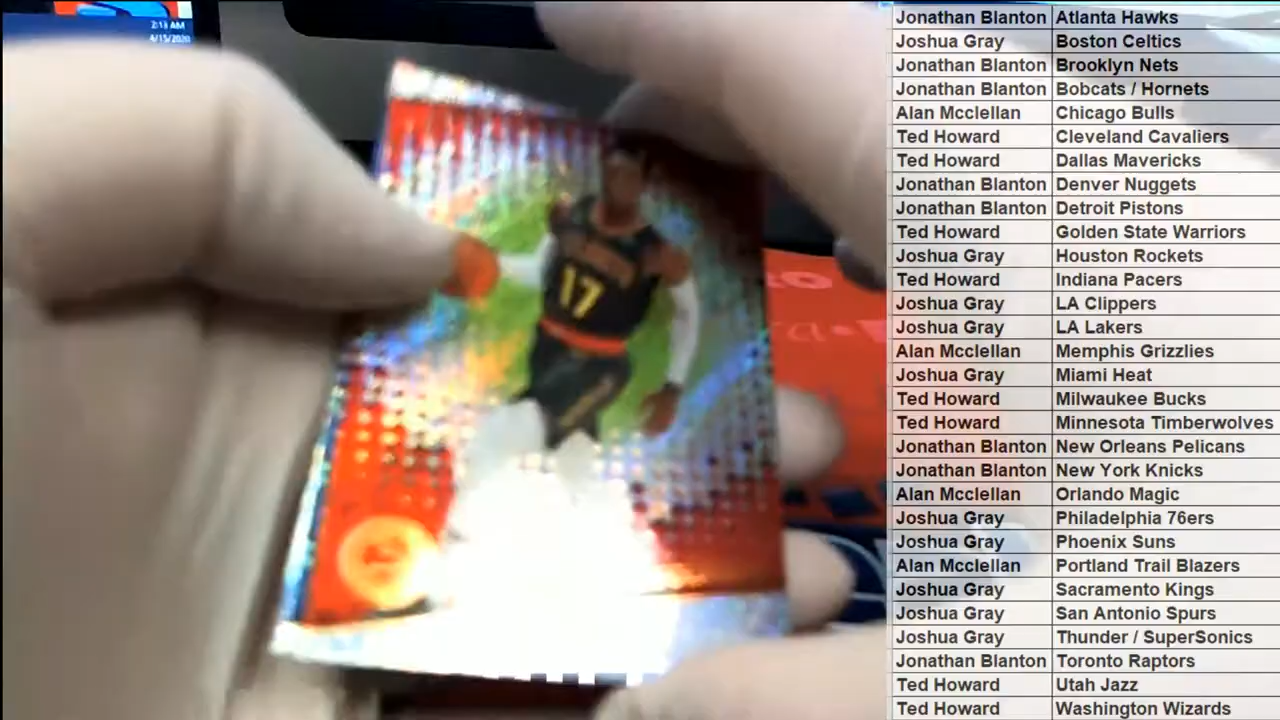 2:13 AM
4/15/2020
17
Jonathan Blanton Atlanta Hawks
Joshua Gray Boston Celtics
Jonathan Blanton Brooklyn Nets
Jonathan Blanton Bobcats / Hornets
Alan Mcclellan Chicago Bulls
Ted Howard Cleveland Cavaliers
Ted Howard Dallas Mavericks
Jonathan Blanton Denver Nuggets
Jonathan Blanton Detroit Pistons
Ted Howard Golden State Warriors
Joshua Gray Houston Rockets
Ted Howard Indiana Pacers
Joshua Gray LA Clippers
Joshua Gray LA Lakers
Alan Mcclellan Memphis Grizzlies
Joshua Gray Miami Heat
Ted Howard Milwaukee Bucks
Ted Howard Minnesota Timberwolves
Jonathan Blanton New Orleans Pelicans
Jonathan Blanton New York Knicks
Alan Mcclellan Orlando Magic
Joshua Gray Philadelphia 76ers
Joshua Gray Phoenix Suns
Alan Mcclellan Portland Trail Blazers
Joshua Gray Sacramento Kings
Joshua Gray San Antonio Spurs
Joshua Gray Thunder / SuperSonics
Jonathan Blanton Toronto Raptors
Ted Howard Utah Jazz
Ted Howard Washington Wizards